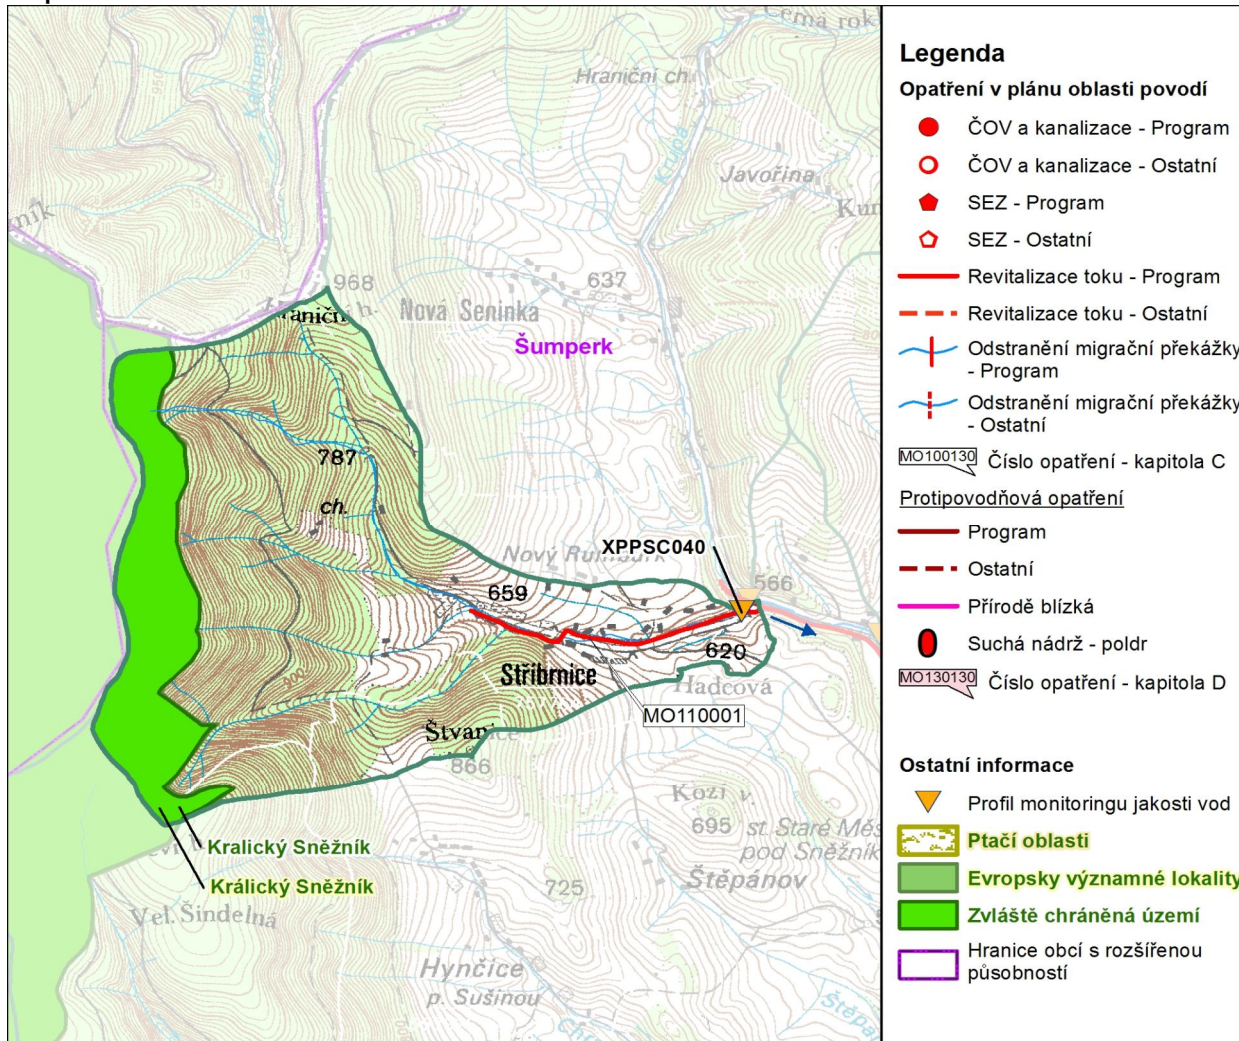 Hraniční ch.
Javořina
968
637
Nová Seninka
Šumperk
787
ch.
XPPSC040
566
659
620
Stříbrnice
Hadcová
MO110001
866
Kozí v.
695
st. Staré Měs
pod Sněžník
725
Štěpánov
Kralický Sněžník
Králický Sněžník
Vel. Šindelná
Hynčice
p. Sušinou
Legenda
Opatření v plánu oblasti povodí
ČOV a kanalizace - Program
ČOV a kanalizace - Ostatní
SEZ - Program
SEZ - Ostatní
Revitalizace toku - Program
Revitalizace toku - Ostatní
Odstranění migrační překážky
- Program
Odstranění migrační překážky
- Ostatní
MO100130 Číslo opatření - kapitola C
Protipovodňová opatření
Program
Ostatní
Přírodě blízká
Suchá nádrž - poldr
MO130130 Číslo opatření - kapitola D
Ostatní informace
Profil monitoringu jakosti vod
Ptačí oblasti
Evropsky významné lokality
Zvláště chráněná území
Hranice obcí s rozšířenou
působností